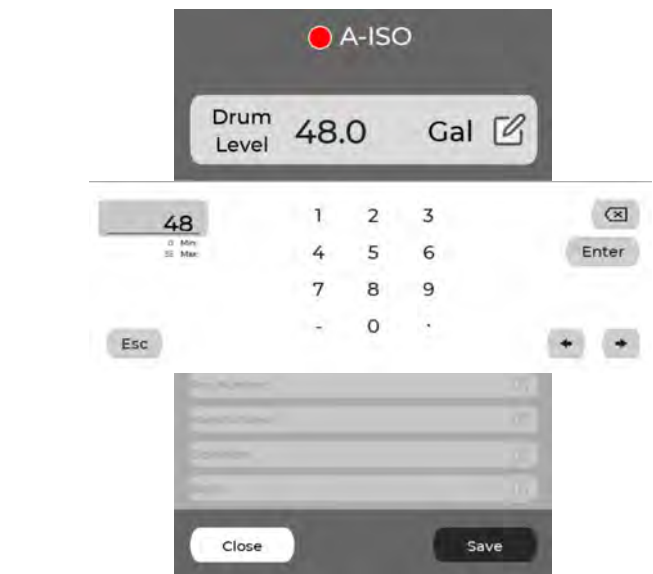 A-ISO
Drum
Level
48.0
Gal
48
0 Min:
55 Max:
1 2 3
4 5 6
Enter
7 8 9
- 0 .
Esc
Close
Save